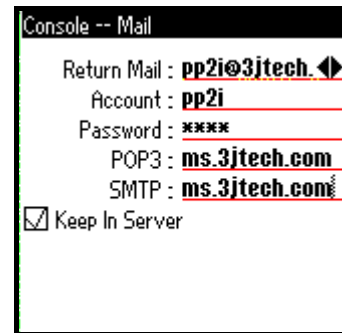 Console -- Mail
Return Mail : pp2i@3jtech.
Account : pp2i
Password : ****
POP3 : ms.3jtech.com
SMTP : ms.3jtech.com
Keep In Server